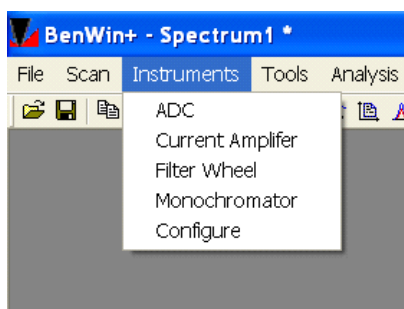 BenWin+ - Spectrum1 *
File Scan Instruments Tools Analysis
ADC
Current Amplifer
Filter Wheel
Monochromator
Configure